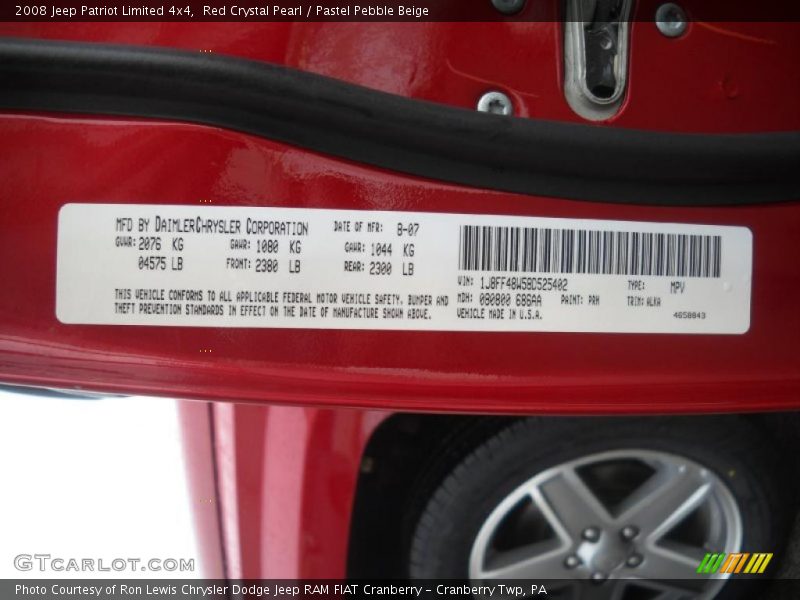 2008 Jeep Patriot Limited 4x4, Red Crystal Pearl / Pastel Pebble Beige
MFD BY DAIMLERCHRYSLER CORPORATION DATE OF MFR: 8-07
GVWR: 2076 KG GAWR: 1080 KG GAWR: 1044 KG
04575 LB FRONT: 2380 LB REAR: 2300 LB
VIN: 1J8FF48W58D525402 TYPE: MPV
MDH: 080800 686AA PAINT: PRH TRIM: ALKA
THIS VEHICLE CONFORMS TO ALL APPLICABLE FEDERAL MOTOR VEHICLE SAFETY, BUMPER AND
THEFT PREVENTION STANDARDS IN EFFECT ON THE DATE OF MANUFACTURE SHOWN ABOVE.
VEHICLE MADE IN U.S.A. 4658843
GTCARLOT.COM
Photo Courtesy of Ron Lewis Chrysler Dodge Jeep RAM FIAT Cranberry – Cranberry Twp, PA